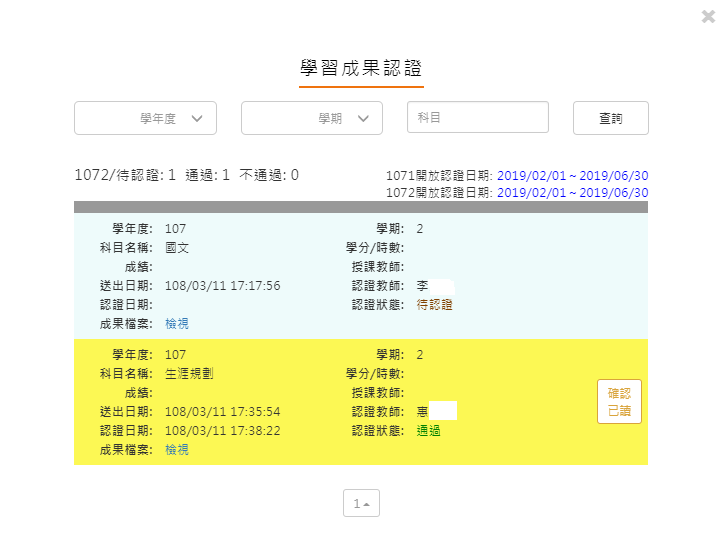 學習成果認證
學年度 學期 科目 查詢
1072/待認證: 1 通過: 1 不通過: 0
1071開放認證日期: 2019/02/01 ~ 2019/06/30
1072開放認證日期: 2019/02/01 ~ 2019/06/30
學年度: 107 學期: 2
科目名稱: 國文 學分/時數:
成績: 授課教師:
送出日期: 108/03/11 17:17:56 認證教師: 李
認證日期: 認證狀態: 待認證
成果檔案: 檢視
學年度: 107 學期: 2
科目名稱: 生涯規劃 學分/時數:
成績: 授課教師:
送出日期: 108/03/11 17:35:54 認證教師: 惠
認證日期: 108/03/11 17:38:22 認證狀態: 通過
成果檔案: 檢視
確認
已讀
1